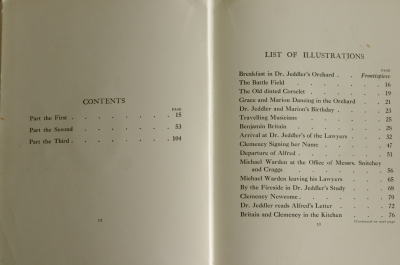 CONTENTS
PAGE
Part the First . . . . . . . 15
Part the Second . . . . . . 53
Part the Third . . . . . . . 104
LIST OF ILLUSTRATIONS
PAGE
Breakfast in Dr. Jeddler's Orchard . . Frontispiece
The Battle Field . . . . . . 16
The Old dinted Corselet . . . . . 19
Grace and Marion Dancing in the Orchard . . 21
Dr. Jeddler and Marion's Birthday . . . 23
Travelling Musicians . . . . . 25
Benjamin Britain . . . . . . 28
Arrival at Dr. Jeddler's of the Lawyers . . 32
Clemency Signing her Name . . . . 47
Departure of Alfred . . . . . 51
Michael Warden at the Office of Messrs. Snitchey
and Craggs . . . . . . 56
Michael Warden leaving his Lawyers . . . 65
By the Fireside in Dr. Jeddler's Study . . 68
Clemency Newcome . . . . . 70
Dr. Jeddler reads Alfred's Letter . . . 72
Britain and Clemency in the Kitchen . . 76
(Continued on next page